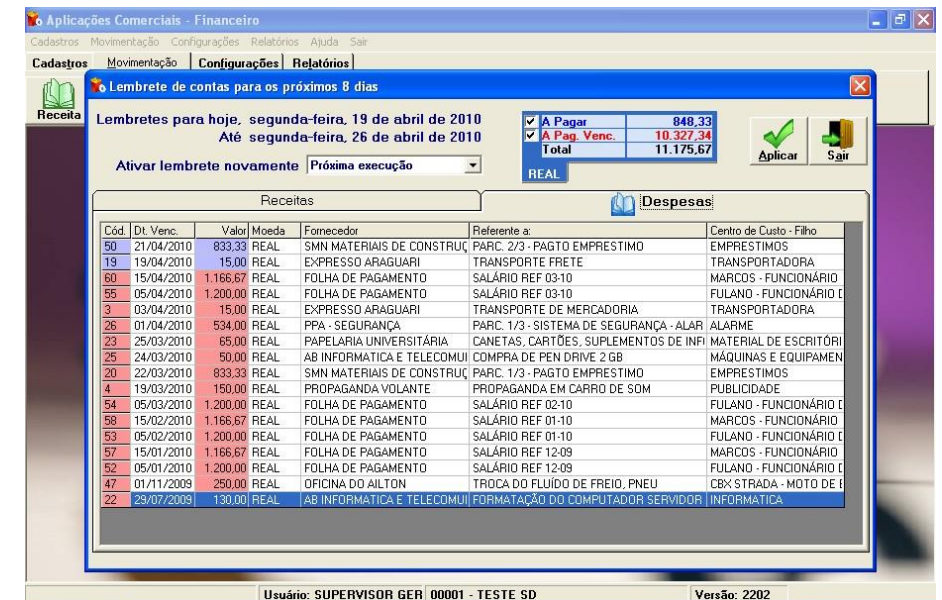 Aplicações Comerciais - Financeiro
Cadastros Movimentação Configurações Relatórios Ajuda Sair
Cadastros Movimentação Configurações Relatórios
Receita
Lembrete de contas para os próximos 8 dias
Lembretes para hoje, segunda-feira, 19 de abril de 2010
Até segunda-feira, 26 de abril de 2010
Ativar lembrete novamente Próxima execução
A Pagar 848,33
A Pag. Venc. 10.327,34
Total 11.175,67
REAL
Aplicar Sair
Receitas Despesas
Cód. Dt. Venc. Valor Moeda Fornecedor Referente a: Centro de Custo - Filho
50 21/04/2010 833,33 REAL SMN MATERIAIS DE CONSTRUÇ PARC. 2/3 - PAGTO EMPRESTIMO EMPRESTIMOS
19 19/04/2010 15,00 REAL EXPRESSO ARAGUARI TRANSPORTE FRETE TRANSPORTADORA
60 15/04/2010 1.166,67 REAL FOLHA DE PAGAMENTO SALÁRIO REF 03-10 MARCOS - FUNCIONÁRIO
55 05/04/2010 1.200,00 REAL FOLHA DE PAGAMENTO SALÁRIO REF 03-10 FULANO - FUNCIONÁRIO
3 03/04/2010 15,00 REAL EXPRESSO ARAGUARI TRANSPORTE DE MERCADORIA TRANSPORTADORA
26 01/04/2010 534,00 REAL PPA - SEGURANÇA PARC. 1/3 - SISTEMA DE SEGURANÇA - ALAR ALARME
23 25/03/2010 65,00 REAL PAPELARIA UNIVERSITÁRIA CANETAS, CARTÕES, SUPLEMENTOS DE INF MATERIAL DE ESCRITÓRI
25 24/03/2010 50,00 REAL AB INFORMATICA E TELECOMUI COMPRA DE PEN DRIVE 2 GB MÁQUINAS E EQUIPAMEN
20 22/03/2010 833,33 REAL SMN MATERIAIS DE CONSTRUÇ PARC. 1/3 - PAGTO EMPRESTIMO EMPRESTIMOS
4 19/03/2010 150,00 REAL PROPAGANDA VOLANTE PROPAGANDA EM CARRO DE SOM PUBLICIDADE
54 05/03/2010 1.200,00 REAL FOLHA DE PAGAMENTO SALÁRIO REF 02-10 FULANO - FUNCIONÁRIO
58 15/02/2010 1.166,67 REAL FOLHA DE PAGAMENTO SALÁRIO REF 01-10 MARCOS - FUNCIONÁRIO
53 05/02/2010 1.200,00 REAL FOLHA DE PAGAMENTO SALÁRIO REF 01-10 FULANO - FUNCIONÁRIO
57 15/01/2010 1.166,67 REAL FOLHA DE PAGAMENTO SALÁRIO REF 12-09 MARCOS - FUNCIONÁRIO
52 05/01/2010 1.200,00 REAL FOLHA DE PAGAMENTO SALÁRIO REF 12-09 FULANO - FUNCIONÁRIO
47 01/11/2009 250,00 REAL OFICINA DO AILTON TROCA DO FLUÍDO DE FREIO, PNEU CBX STRADA - MOTO DE
22 29/07/2009 130,00 REAL AB INFORMATICA E TELECOMUI FORMATAÇÃO DO COMPUTADOR SERVIDOR INFORMATICA
Usuário: SUPERVISOR GER 00001 - TESTE SD Versão: 2202